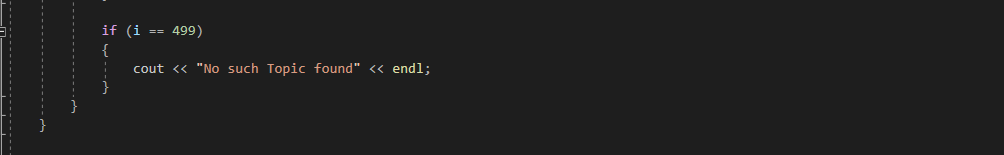 if (i == 499)
{
cout << "No such Topic found" << endl;
}
}
}